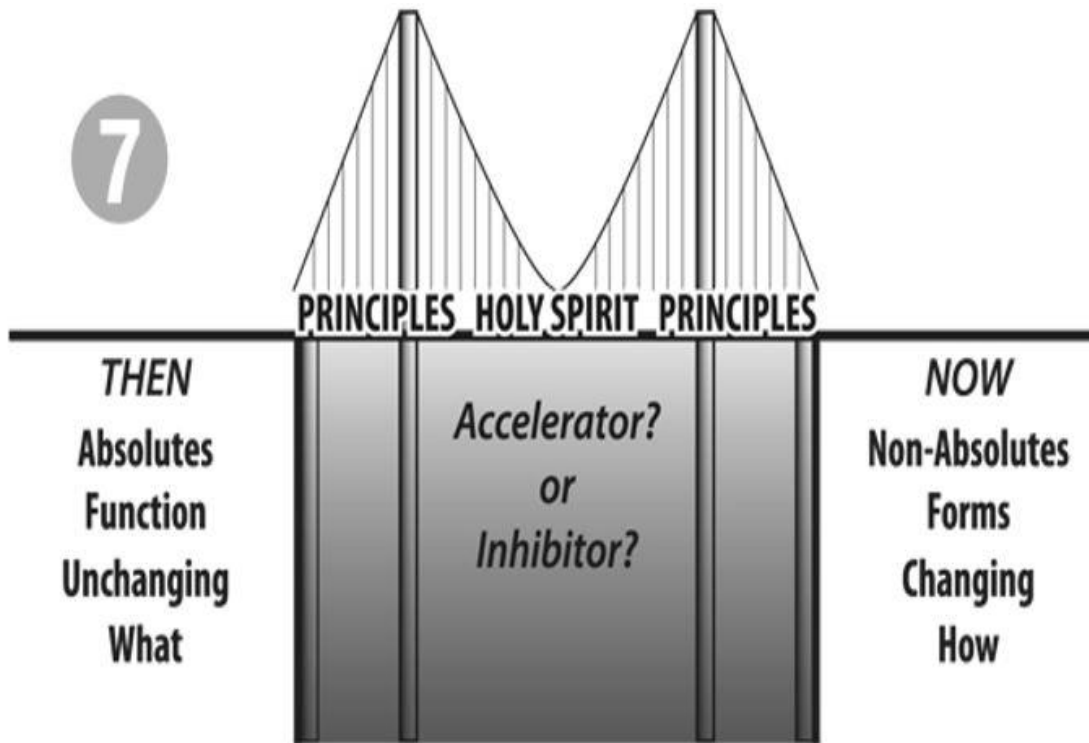 7
PRINCIPLES HOLY SPIRIT PRINCIPLES
THEN
Absolutes
Function
Unchanging
What
Accelerator?
or
Inhibitor?
NOW
Non-Absolutes
Forms
Changing
How